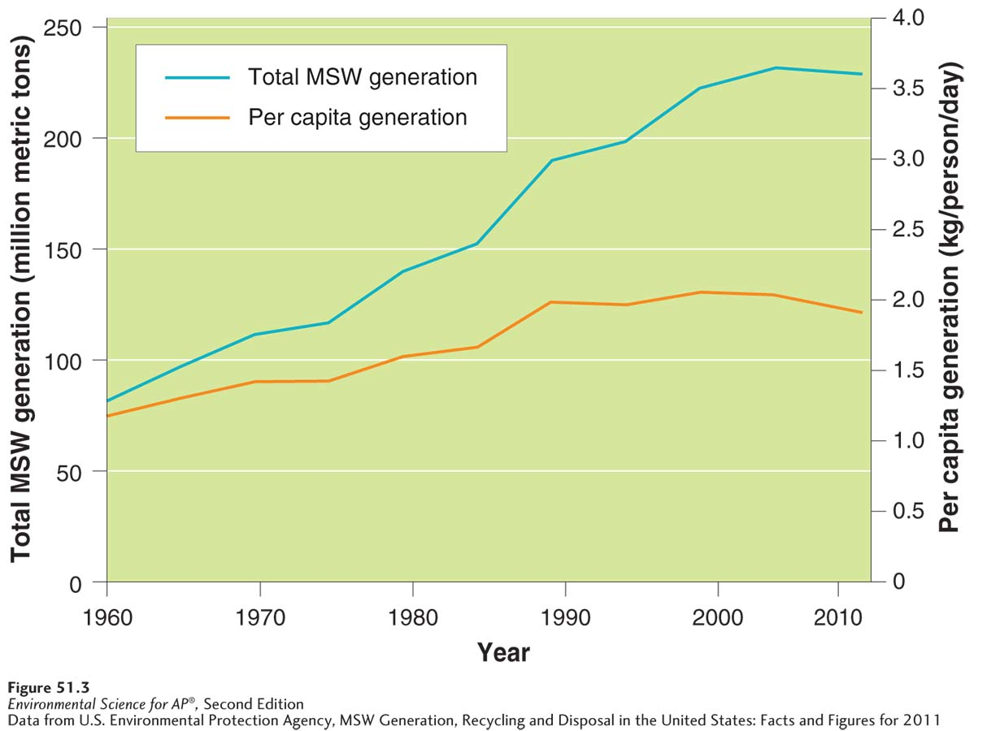 Total MSW generation (million metric tons)
250
200
150
100
50
0
Total MSW generation
Per capita generation
4.0
3.5
3.0
2.5
2.0
1.5
1.0
0.5
0
Per capita generation (kg/person/day)
1960 1970 1980 1990 2000 2010
Year
Figure 51.3
Environmental Science for AP®, Second Edition
Data from U.S. Environmental Protection Agency, MSW Generation, Recycling and Disposal in the United States: Facts and Figures for 2011